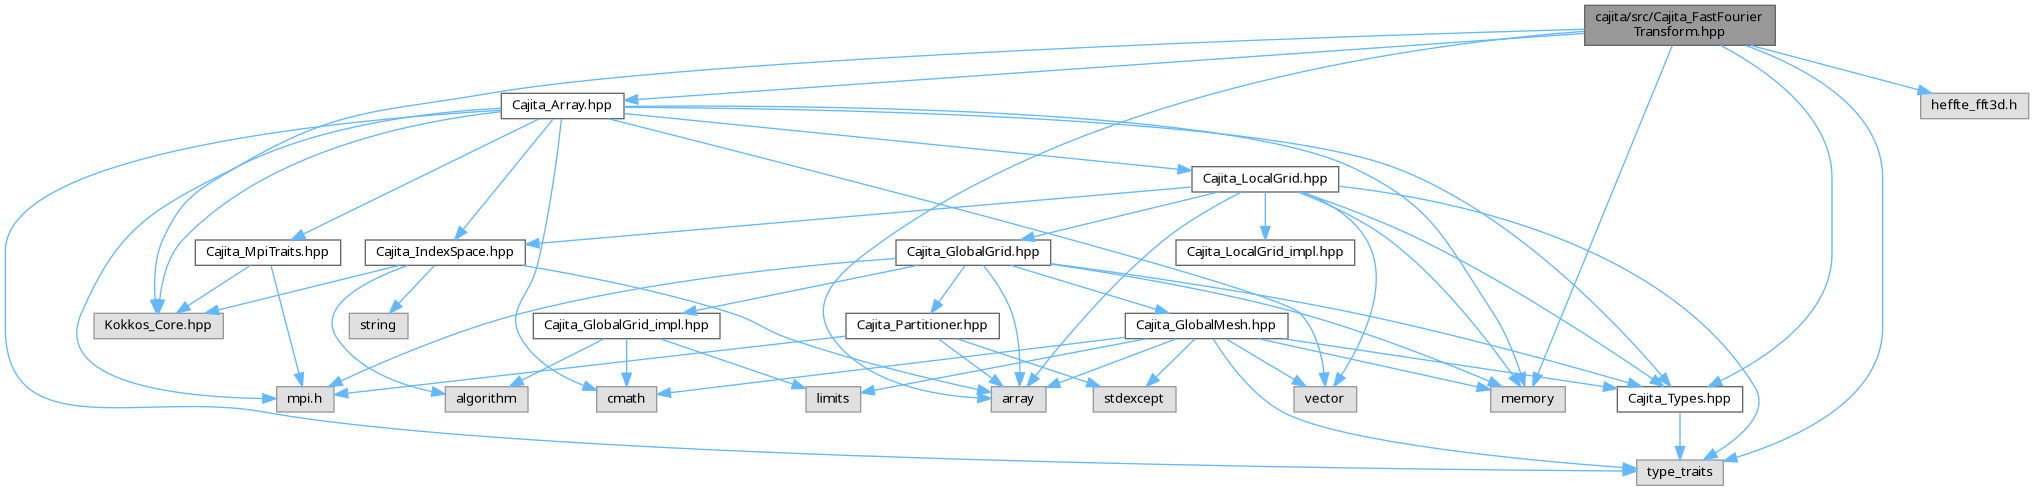 cajita/src/Cajita_FastFourier
Transform.hpp
Cajita_Array.hpp
heffte_fft3d.h
Cajita_LocalGrid.hpp
Cajita_MpiTraits.hpp
Cajita_IndexSpace.hpp
Cajita_GlobalGrid.hpp
Cajita_LocalGrid_impl.hpp
Kokkos_Core.hpp
string
Cajita_GlobalGrid_impl.hpp
Cajita_Partitioner.hpp
Cajita_GlobalMesh.hpp
mpi.h
algorithm
cmath
limits
array
stdexcept
vector
memory
Cajita_Types.hpp
type_traits